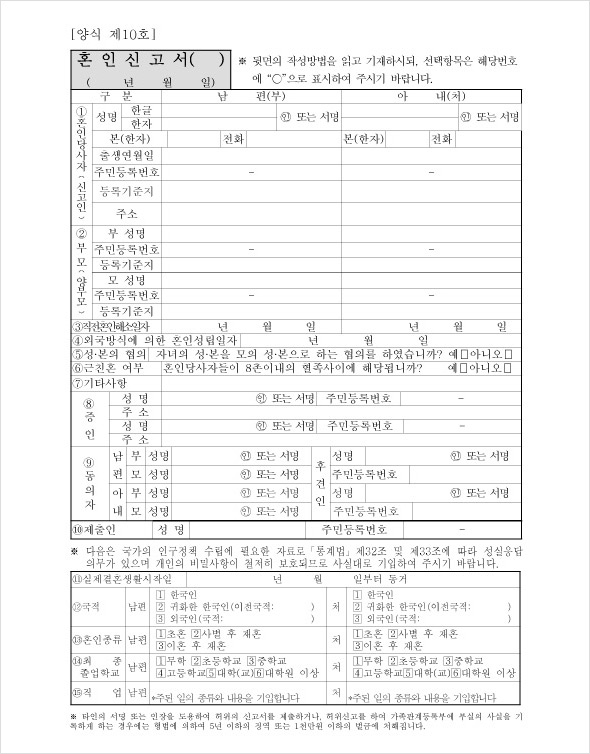 [양식 제10호]
혼 인 신 고 서( )
( 년 월 일)
※ 뒷면의 작성방법을 읽고 기재하시되, 선택항목은 해당번호
에 “○”으로 표시하여 주시기 바랍니다.
구 분 남 편(부) 아 내(처)
①혼인당사자(신고인)
성명 한글 ㊞ 또는 서명 ㊞ 또는 서명
한자
본(한자) 전화 본(한자) 전화
출생연월일
주민등록번호 - -
등록기준지
주소
②부모(양부모)
부 성명
주민등록번호 - -
등록기준지
모 성명
주민등록번호 - -
등록기준지
③직전혼인해소일자 년 월 일 년 월 일
④외국방식에 의한 혼인성립일자 년 월 일
⑤성·본의 협의 자녀의 성·본을 모의 성·본으로 하는 협의를 하였습니까? 예□아니오□
⑥근친혼 여부 혼인당사자들이 8촌이내의 혈족사이에 해당됩니까? 예□아니오□
⑦기타사항
⑧증인
성 명 ㊞ 또는 서명 주민등록번호 -
주 소
성 명 ㊞ 또는 서명 주민등록번호 -
주 소
⑨동의자
남편 부 성명 ㊞ 또는 서명 후견인 성명 ㊞ 또는 서명
모 성명 ㊞ 또는 서명 주민등록번호
아내 부 성명 ㊞ 또는 서명 성명 ㊞ 또는 서명
모 성명 ㊞ 또는 서명 주민등록번호
⑩제출인 성 명 주민등록번호 -
※ 다음은 국가의 인구정책 수립에 필요한 자료로「통계법」제32조 및 제33조에 따라 성실응답
의무가 있으며 개인의 비밀사항이 철저히 보호되므로 사실대로 기입하여 주시기 바랍니다.
⑪실제결혼생활시작일 년 월 일부터 동거
⑫국적 남편 1 한국인 처 1 한국인
2 귀화한 한국인(이전국적: ) 2 귀화한 한국인(이전국적: )
3 외국인(국적: ) 3 외국인(국적: )
⑬혼인종류 남편 1초혼 2사별 후 재혼 처 1초혼 2사별 후 재혼
3이혼 후 재혼 3이혼 후 재혼
⑭최 종 졸업학교 남편 1무학 2초등학교 3중학교 처 1무학 2초등학교 3중학교
4고등학교5대학(교)6대학원 이상 4고등학교5대학(교)6대학원 이상
⑮직 업 남편 *주된 일의 종류와 내용을 기입합니다 처 *주된 일의 종류와 내용을 기입합니다
※ 타인의 서명 또는 인장을 도용하여 허위의 신고서를 제출하거나, 허위신고를 하여 가족관계등록부에 부실의 사실을 기
록하게 하는 경우에는 형법에 의하여 5년 이하의 징역 또는 1천만원 이하의 벌금에 처해집니다.